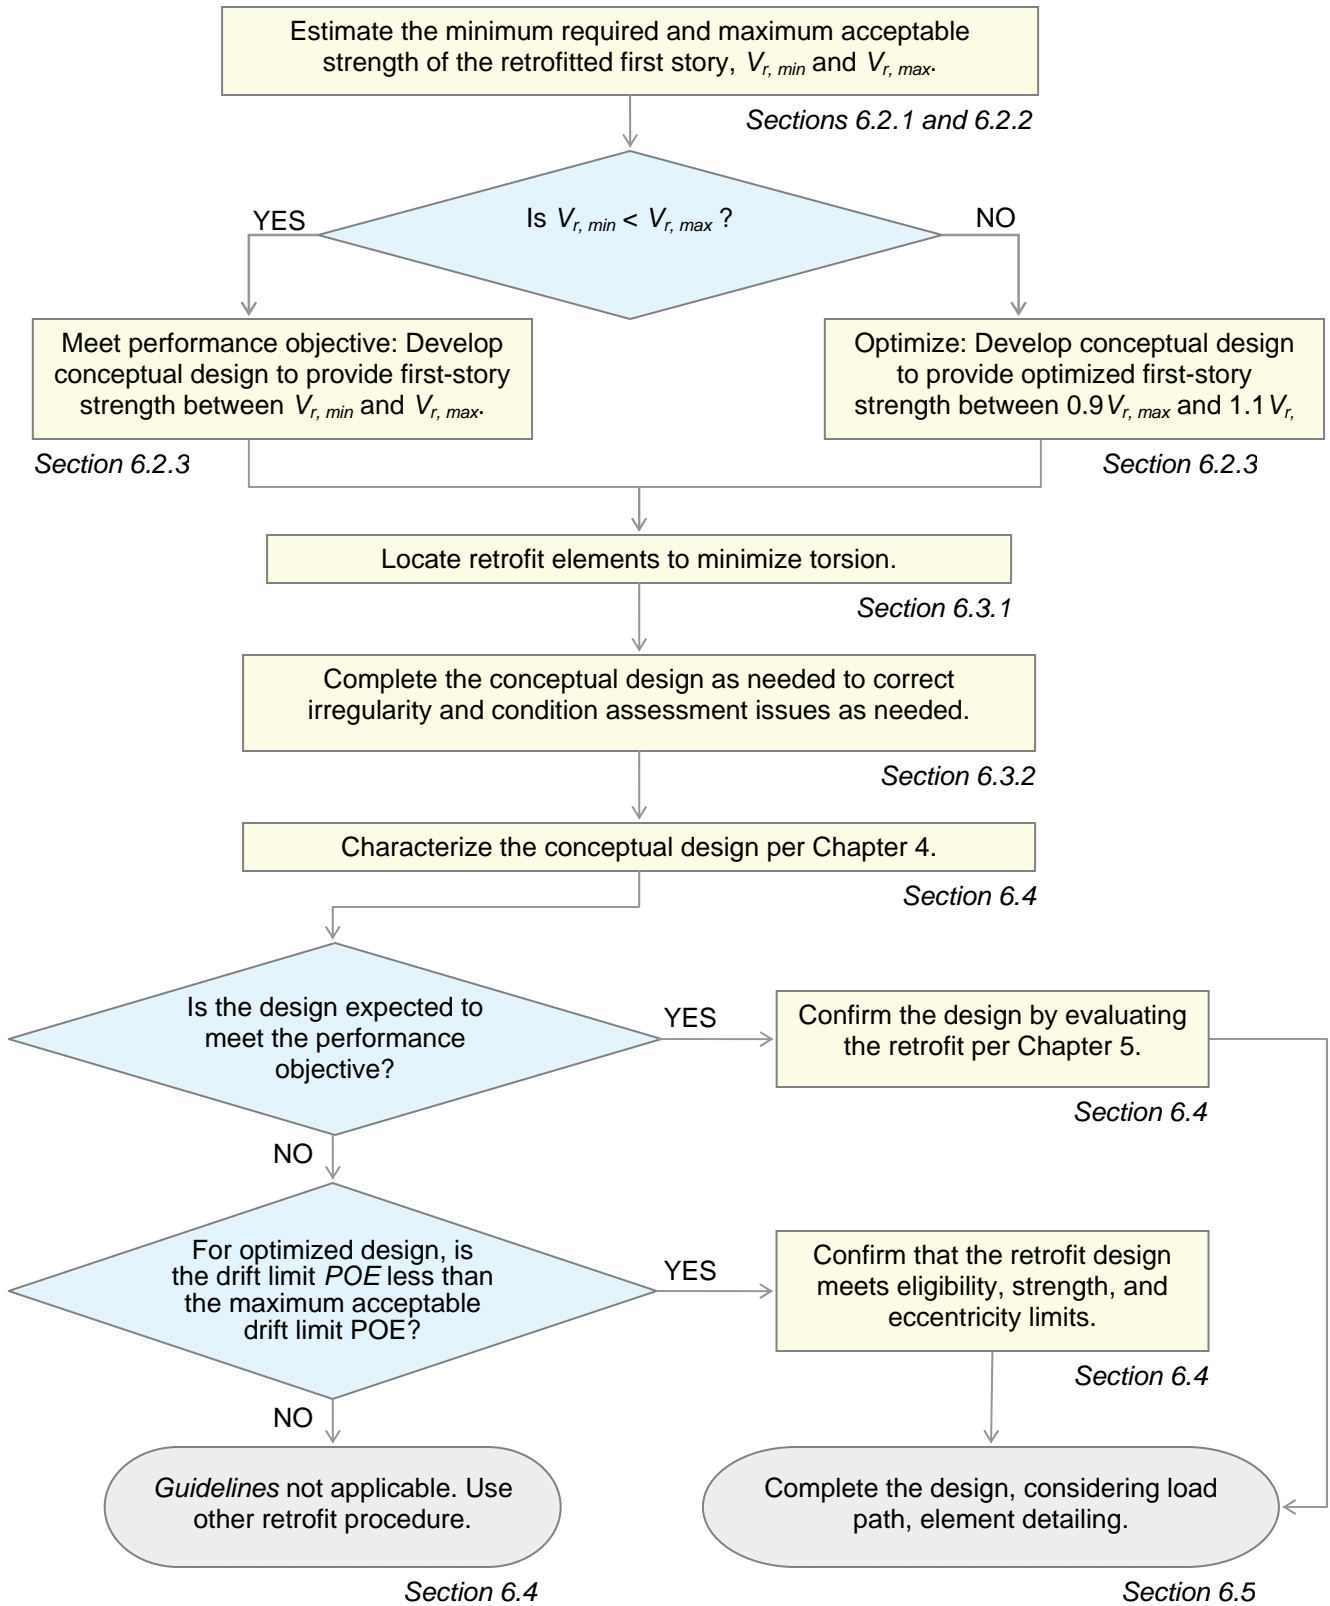 Estimate the minimum required and maximum acceptable
strength of the retrofitted first story, Vr, min and Vr, max.
Sections 6.2.1 and 6.2.2
Is Vr, min < Vr, max ?
YES
NO
Meet performance objective: Develop
conceptual design to provide first-story
strength between Vr, min and Vr, max.
Section 6.2.3
Optimize: Develop conceptual design
to provide optimized first-story
strength between 0.9Vr, max and 1.1Vr,
Section 6.2.3
Locate retrofit elements to minimize torsion.
Section 6.3.1
Complete the conceptual design as needed to correct
irregularity and condition assessment issues as needed.
Section 6.3.2
Characterize the conceptual design per Chapter 4.
Section 6.4
Is the design expected to
meet the performance
objective?
YES
Confirm the design by evaluating
the retrofit per Chapter 5.
Section 6.4
NO
For optimized design, is
the drift limit POE less than
the maximum acceptable
drift limit POE?
YES
Confirm that the retrofit design
meets eligibility, strength, and
eccentricity limits.
Section 6.4
NO
Guidelines not applicable. Use
other retrofit procedure.
Section 6.4
Complete the design, considering load
path, element detailing.
Section 6.5